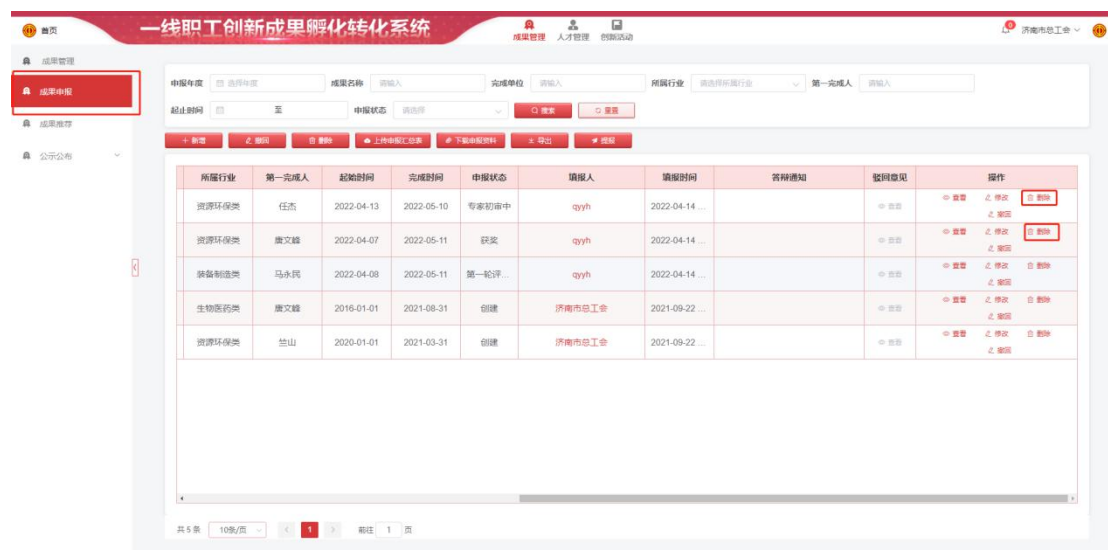 首页
一线职工创新成果孵化转化系统
成果管理 人才管理 创新活动
0 济南市总工会
成果管理
成果申报
成果推荐
公示公布
申报年度 选择年度 成果名称 请输入 完成单位 请输入 所属行业 请选择所属行业 第一完成人 请输入
起止时间 至 申报状态 请选择 搜索 重置
+ 新增 撤回 删除 上传申报汇总表 下载申报资料 导出 提报
所属行业 第一完成人 起始时间 完成时间 申报状态 填报人 填报时间 答辩通知 驳回意见 操作
资源环保类 任杰 2022-04-13 2022-05-10 专家初审中 qyyh 2022-04-14 ... 查看 查看 修改 删除
撤回
资源环保类 唐文峰 2022-04-07 2022-05-11 获奖 qyyh 2022-04-14 ... 查看 查看 修改 删除
撤回
装备制造类 马永民 2022-04-08 2022-05-11 第一轮评... qyyh 2022-04-14 ... 查看 查看 修改 删除
撤回
生物医药类 唐文峰 2016-01-01 2021-08-31 创建 济南市总工会 2021-09-22 ... 查看 查看 修改 删除
撤回
资源环保类 竺山 2020-01-01 2021-03-31 创建 济南市总工会 2021-09-22 ... 查看 查看 修改 删除
撤回
共 5 条 10条/页 1 前往 1 页